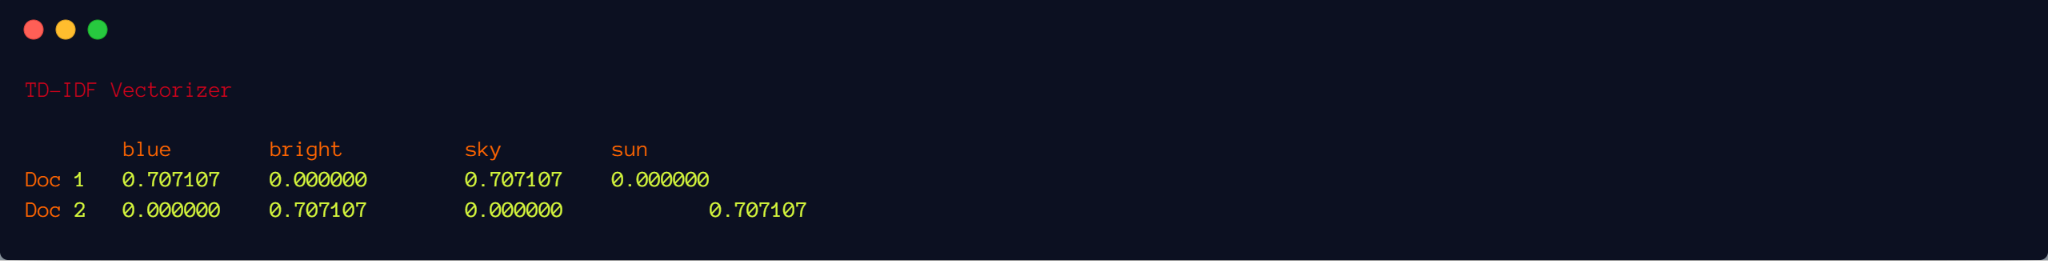 TD-IDF Vectorizer
blue bright sky sun
Doc 1 0.707107 0.000000 0.707107 0.000000
Doc 2 0.000000 0.707107 0.000000 0.707107